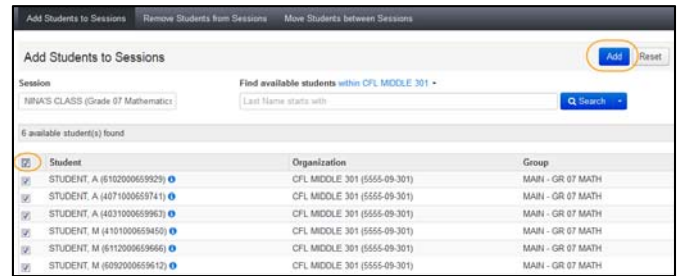 Add Students to Sessions Remove Students from Sessions Move Students between Sessions
Add Students to Sessions Add Reset
Session Find available students within CFL MIDDLE 301
NINA'S CLASS (Grade 07 Mathematics Last Name starts with Search
6 available student(s) found
Student Organization Group
STUDENT, A (6102000659929) CFL MIDDLE 301 (5555-09-301) MAIN - GR 07 MATH
STUDENT, A (4071000659741) CFL MIDDLE 301 (5555-09-301) MAIN - GR 07 MATH
STUDENT, A (4031000659963) CFL MIDDLE 301 (5555-09-301) MAIN - GR 07 MATH
STUDENT, M (4101000659450) CFL MIDDLE 301 (5555-09-301) MAIN - GR 07 MATH
STUDENT, M (6112000659666) CFL MIDDLE 301 (5555-09-301) MAIN - GR 07 MATH
STUDENT, M (6092000659612) CFL MIDDLE 301 (5555-09-301) MAIN - GR 07 MATH